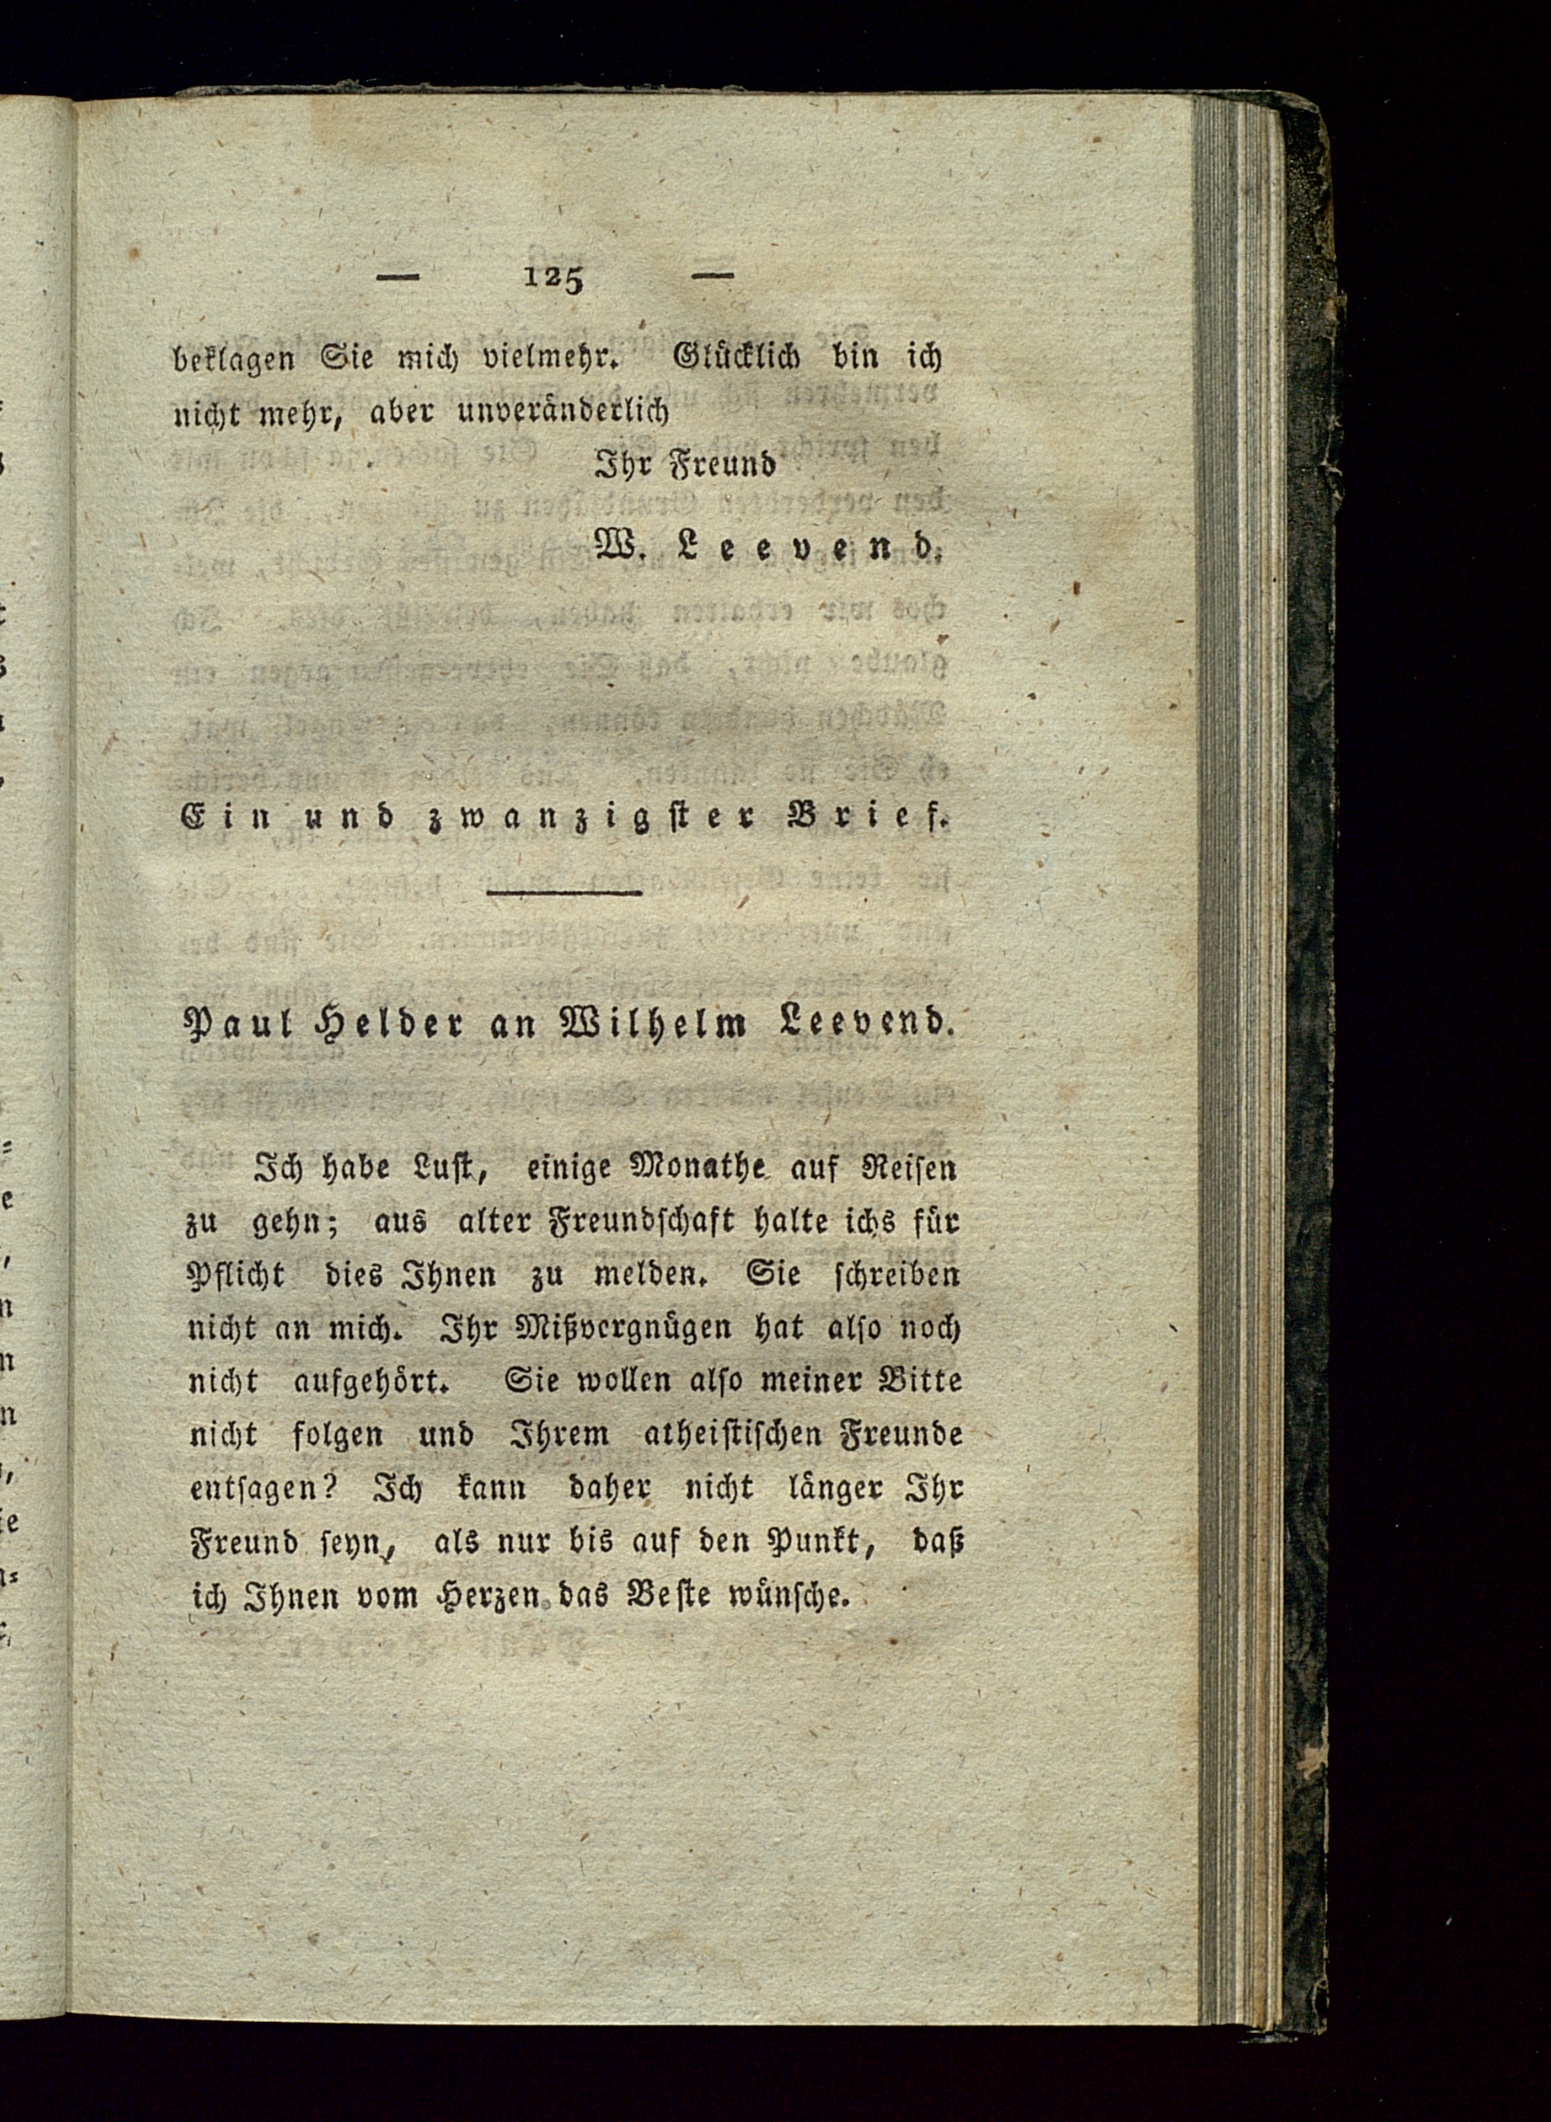 — 125 —
beklagen Sie mich vielmehr. Glücklich bin ich
nicht mehr, aber unveränderlich
Ihr Freund
W. Leevend.
Ein und zwanzigster Brief.
Paul Helder an Wilhelm Leevend.
Ich habe Lust, einige Monathe auf Reisen
zu gehn; aus alter Freundschaft halte ichs für
Pflicht dies Ihnen zu melden. Sie schreiben
nicht an mich. Ihr Mißvergnügen hat also noch
nicht aufgehört. Sie wollen also meiner Bitte
nicht folgen und Ihrem atheistischen Freunde
entsagen? Ich kann daher nicht länger Ihr
Freund seyn, als nur bis auf den Punkt, daß
ich Ihnen vom Herzen das Beste wünsche.